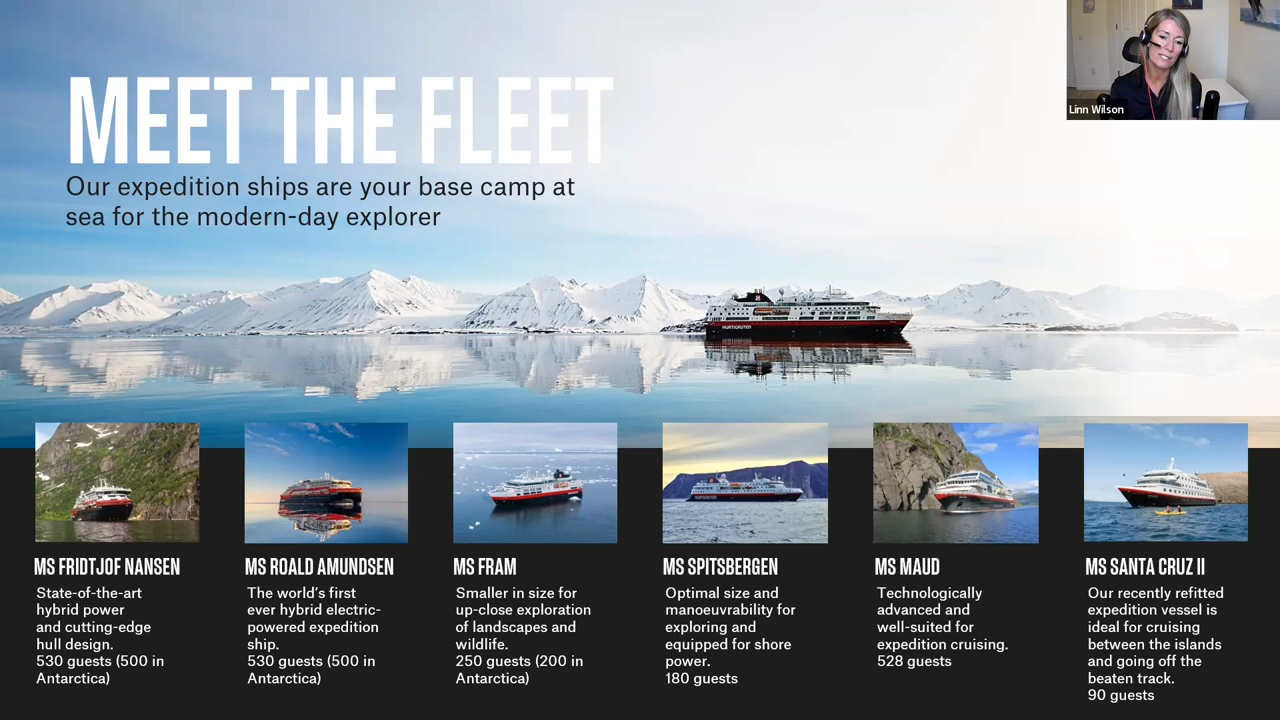 Linn Wilson
MEET THE FLEET
Our expedition ships are your base camp at
sea for the modern-day explorer
HURTIGRUTEN
HURTIGRUTEN
MS FRIDTJOF NANSEN
State-of-the-art
hybrid power
and cutting-edge
hull design.
530 guests (500 in
Antarctica)
MS ROALD AMUNDSEN
The world's first
ever hybrid electric-
powered expedition
ship.
530 guests (500 in
Antarctica)
MS FRAM
Smaller in size for
up-close exploration
of landscapes and
wildlife.
250 guests (200 in
Antarctica)
MS SPITSBERGEN
Optimal size and
manoeuvrability for
exploring and
equipped for shore
power.
180 guests
MS MAUD
Technologically
advanced and
well-suited for
expedition cruising.
528 guests
MS SANTA CRUZ II
Our recently refitted
expedition vessel is
ideal for cruising
between the islands
and going off the
beaten track.
90 guests